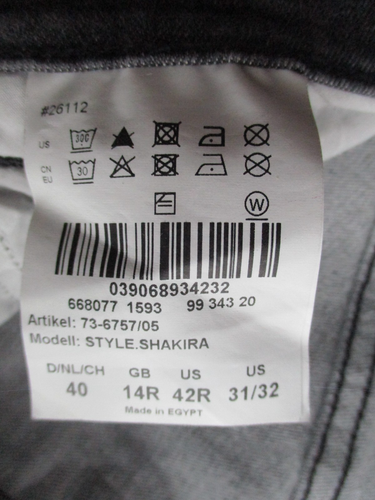 #26112
US 30C
CN
EU 30
W
039068934232
668077 1593 99 343 20
Artikel: 73-6757/05
Modell: STYLE.SHAKIRA
D/NL/CH GB US US
40 14R 42R 31/32
Made in EGYPT